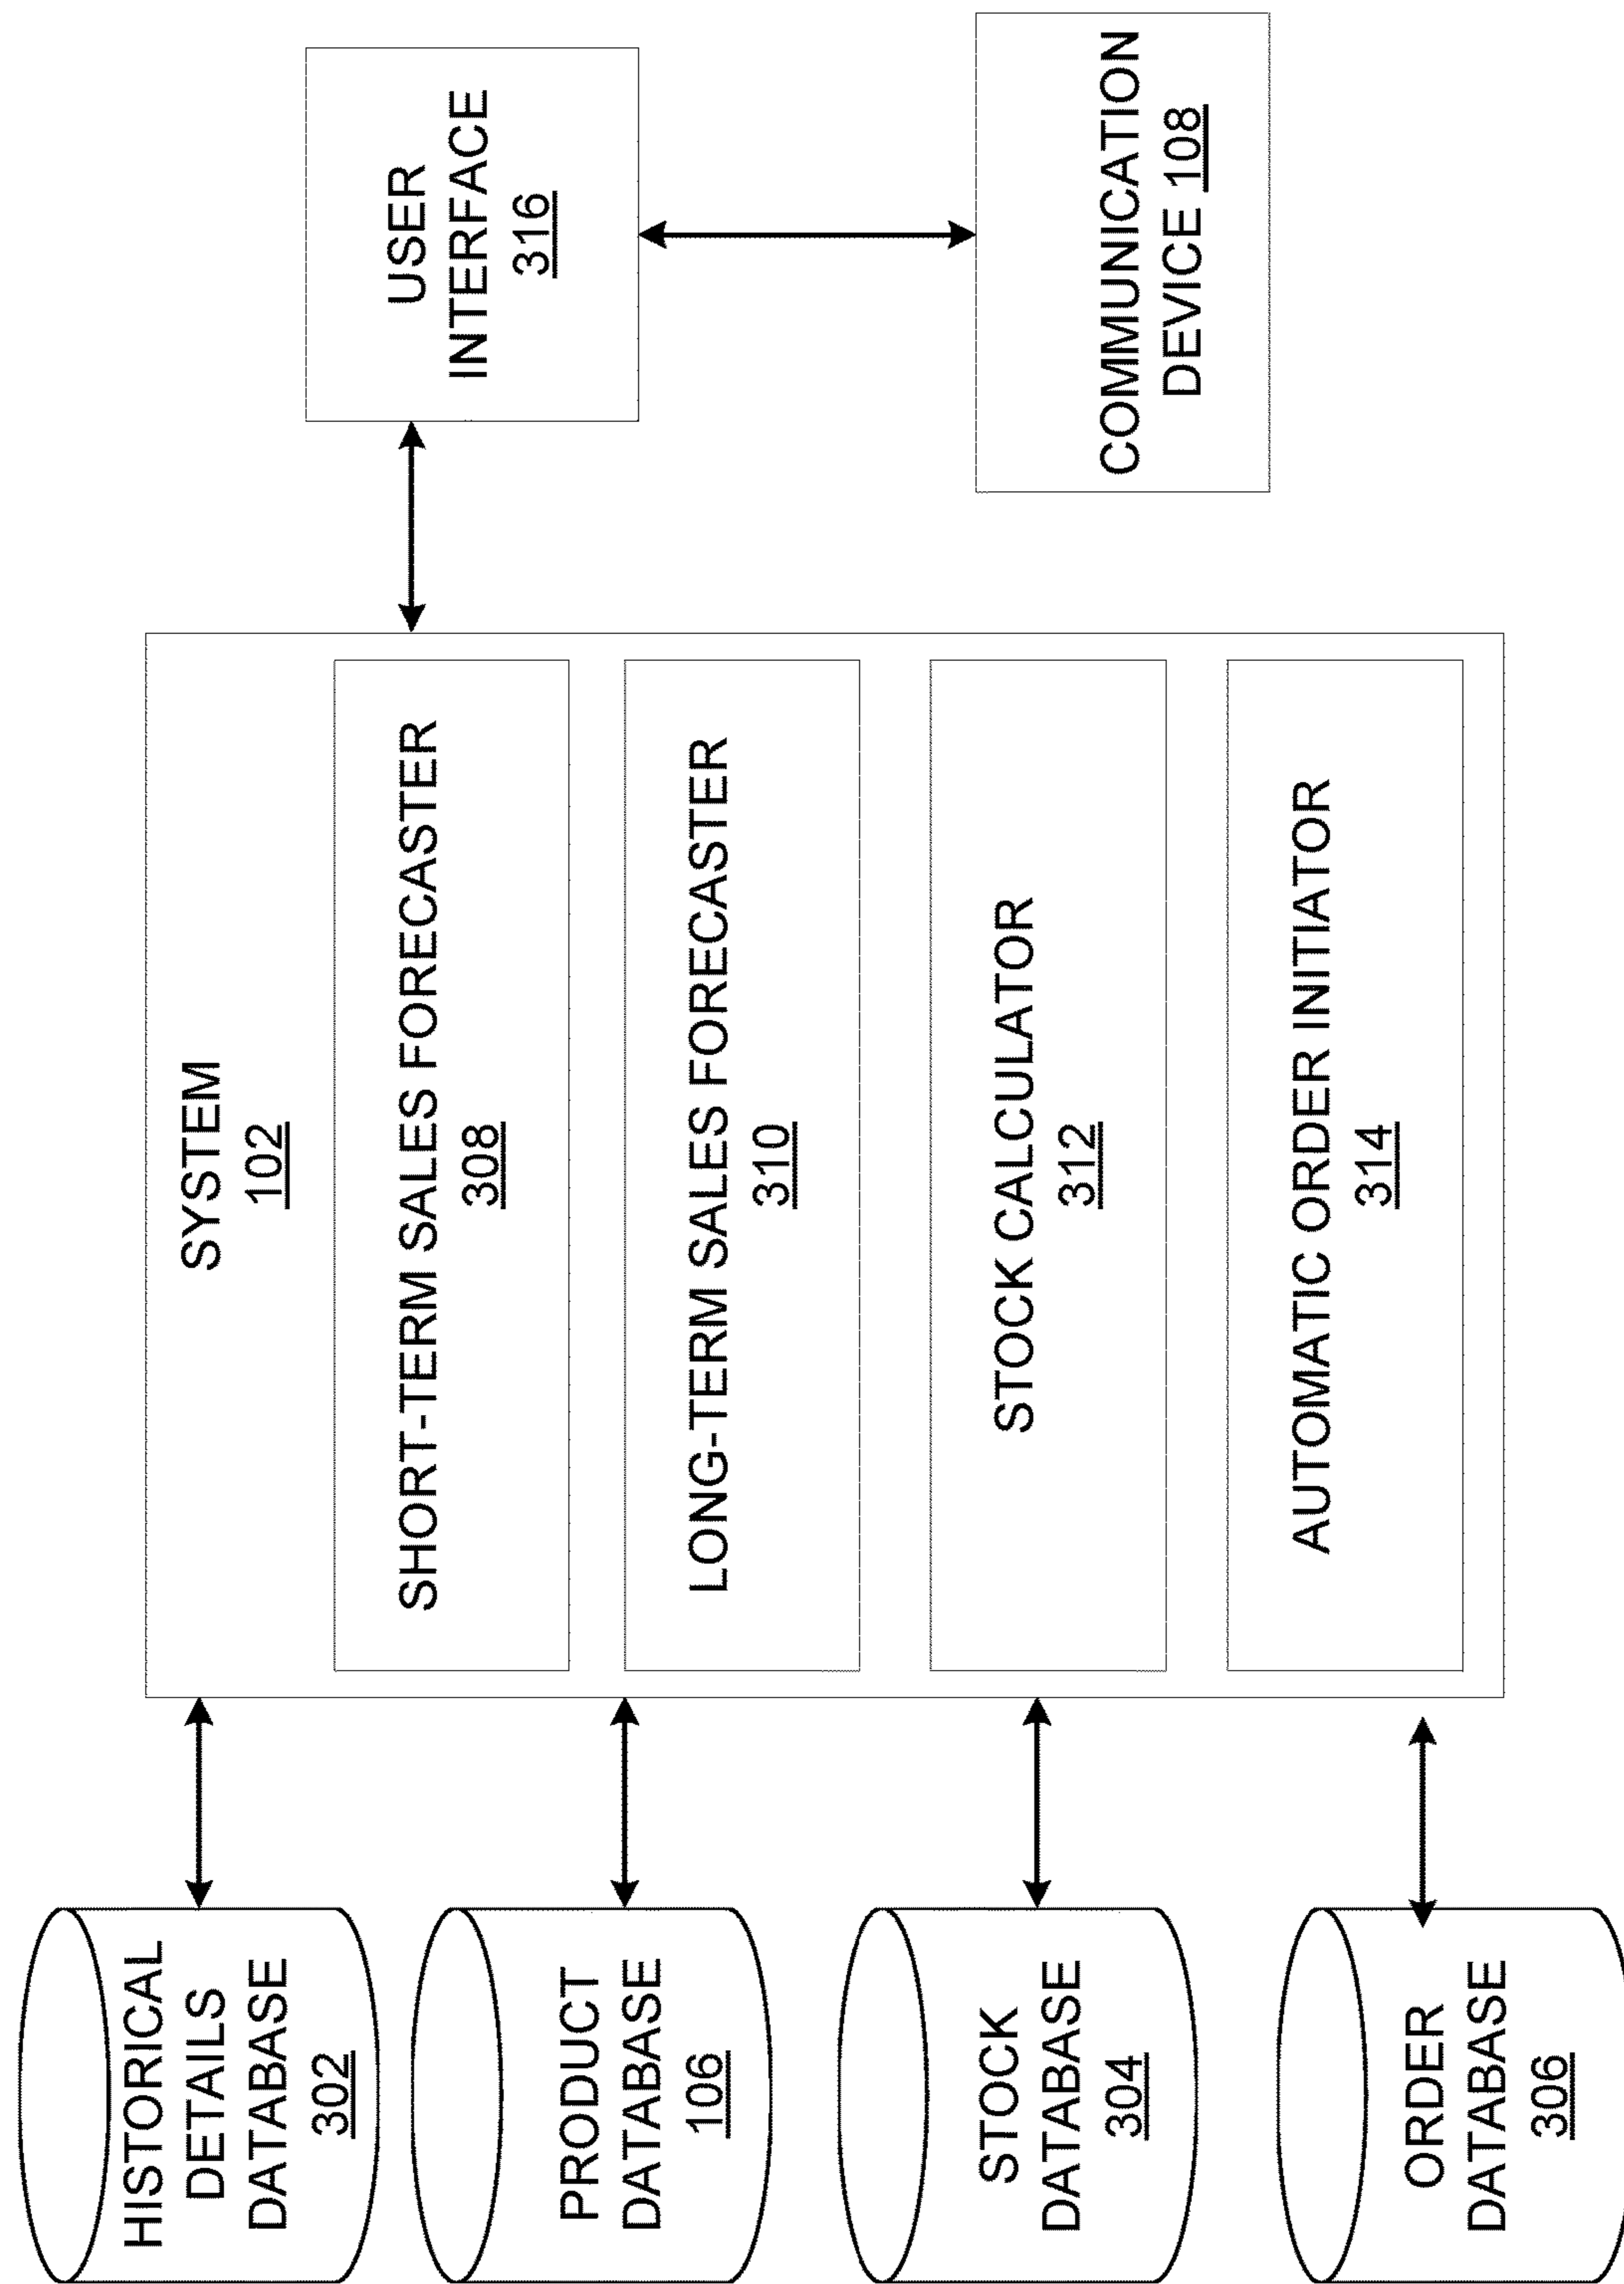 HISTORICAL
DETAILS
DATABASE
302
PRODUCT
DATABASE
106
STOCK
DATABASE
304
ORDER
DATABASE
306
SYSTEM
102
SHORT-TERM SALES FORECASTER
308
LONG-TERM SALES FORECASTER
310
STOCK CALCULATOR
312
AUTOMATIC ORDER INITIATOR
314
USER
INTERFACE
316
COMMUNICATION
DEVICE 108